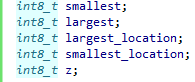 int8_t smallest;
int8_t largest;
int8_t largest_location;
int8_t smallest_location;
int8_t z;